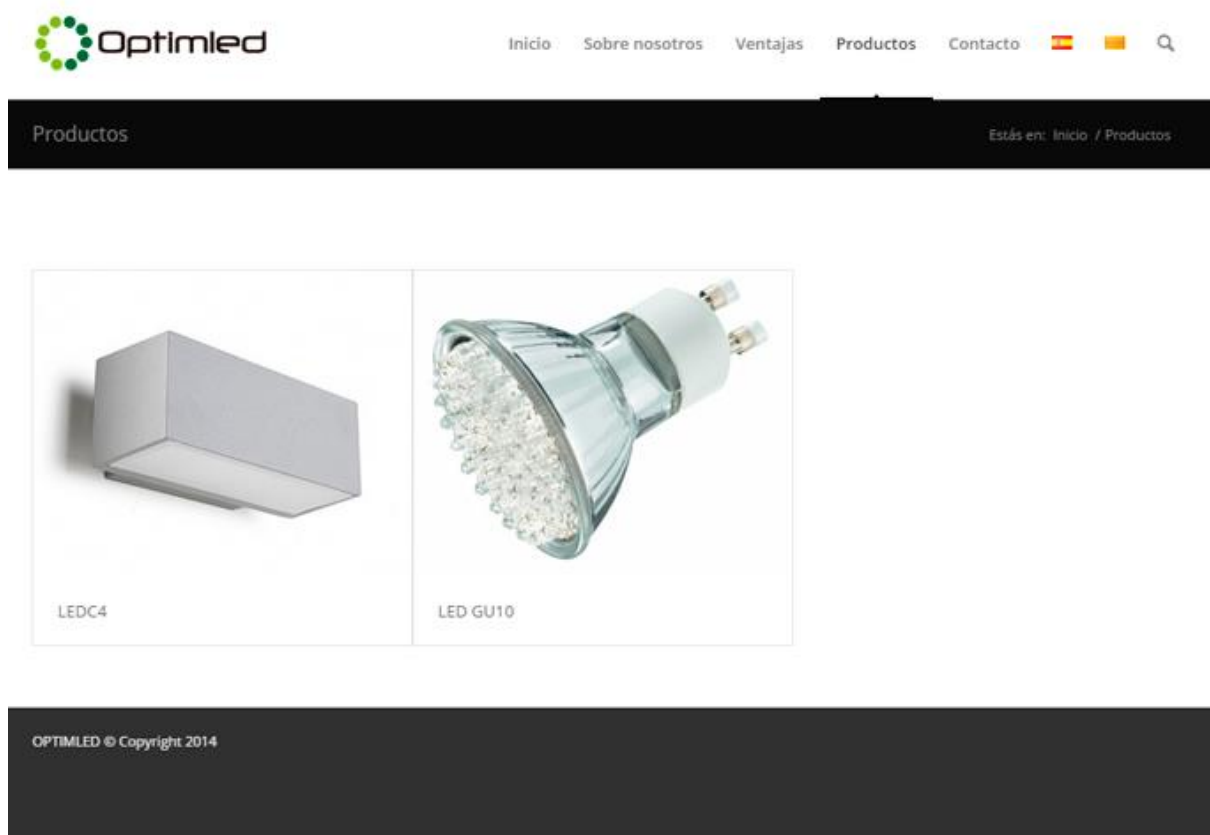 Optimled
Inicio Sobre nosotros Ventajas Productos Contacto
Productos
Estás en: Inicio / Productos
LEDC4
LED GU10
OPTIMLED © Copyright 2014